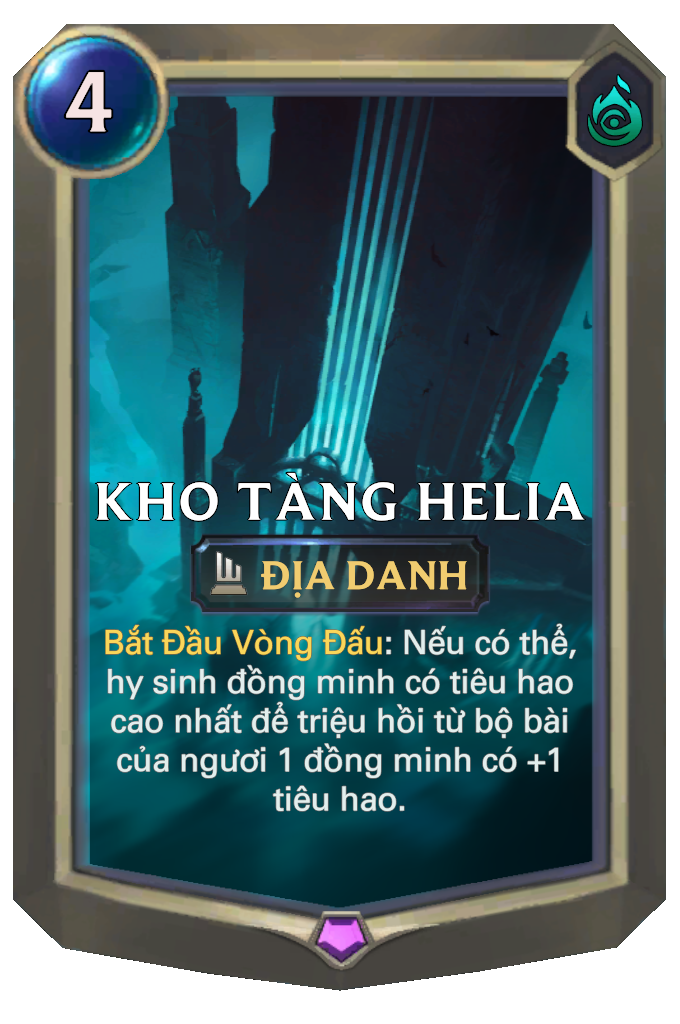 4
KHO TÀNG HELIA
ĐỊA DANH
Bắt Đầu Vòng Đấu: Nếu có thể,
hy sinh đồng minh có tiêu hao
cao nhất để triệu hồi từ bộ bài
của ngươi 1 đồng minh có +1
tiêu hao.